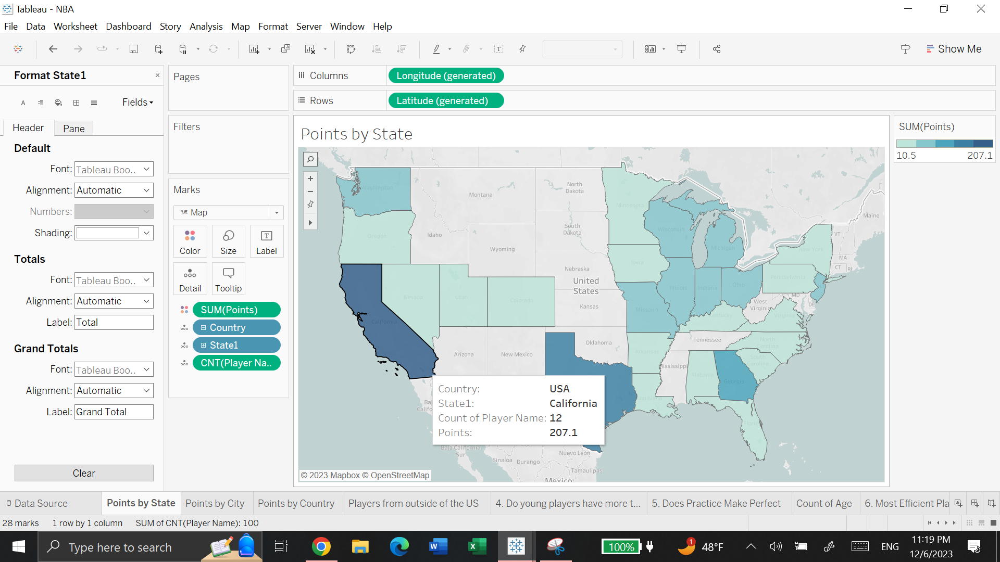 Tableau - NBA
File Data Worksheet Dashboard Story Analysis Map Format Server Window Help
Show Me
Format State1
Fields
Header
Pane
Default
Font: Tableau Boo..
Alignment: Automatic
Numbers:
Shading:
Totals
Font: Tableau Boo..
Alignment: Automatic
Label: Total
Grand Totals
Font: Tableau Boo..
Alignment: Automatic
Label: Grand Total
Clear
Pages
Filters
Marks
Map
Color
Size
Label
Detail
Tooltip
SUM(Points)
Country
State1
CNT(Player Na..
Columns
Longitude (generated)
Rows
Latitude (generated)
Points by State
Washington
Montana
North
Dakota
Minnesota
Maine
Oregon
Idaho
South
Dakota
Wisconsin
Michigan
VT
Wyoming
New York
MA
Iowa
Nebraska
CT
RI
United
States
Nevada
Utah
Colorado
Illinois
Indiana
Ohio
Pennsylvania
Kansas
Missouri
West
Virginia
MD
DE
Virginia
California
Kentucky
Arizona
New Mexico
Oklahoma
Arkansas
Tennessee
North
Carolina
South
Carolina
Mississippi
Alabama
Georgia
Louisiana
Florida
Country: USA
State1: California
Count of Player Name: 12
Points: 207.1
Baja California
Sur
Sinaloa
Durango
Nuevo León
Tamaulipas
Mexico
© 2023 Mapbox © OpenStreetMap
SUM(Points)
10.5 207.1
Data Source
Points by State
Points by City
Points by Country
Players from outside of the US
4. Do young players have more t...
5. Does Practice Make Perfect
Count of Age
6. Most Efficient Pla
28 marks 1 row by 1 column SUM of CNT(Player Name): 100
Type here to search
100%
1
48°F
ENG
11:19 PM
12/6/2023